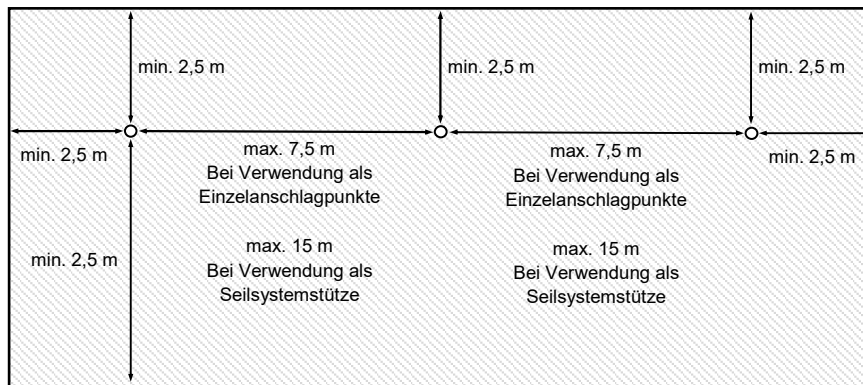 min. 2,5 m
min. 2,5 m
min. 2,5 m
min. 2,5 m
max. 7,5 m
Bei Verwendung als
Einzelanschlagpunkte
max. 7,5 m
Bei Verwendung als
Einzelanschlagpunkte
min. 2,5 m
min. 2,5 m
max. 15 m
Bei Verwendung als
Seilsystemstütze
max. 15 m
Bei Verwendung als
Seilsystemstütze